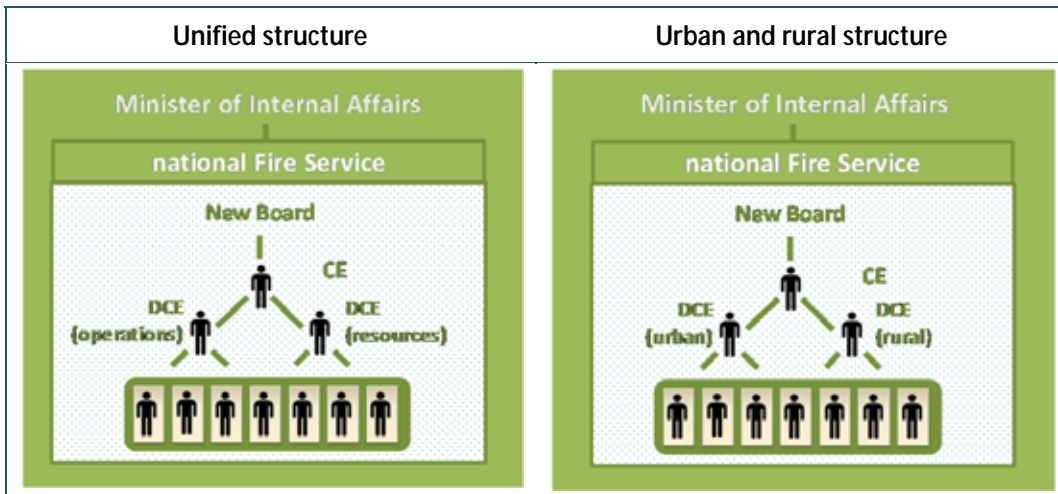 Unified structure
Urban and rural structure
Minister of Internal Affairs
national Fire Service
New Board
CE
DCE
(operations)
DCE
(resources)
Minister of Internal Affairs
national Fire Service
New Board
CE
DCE
(urban)
DCE
(rural)